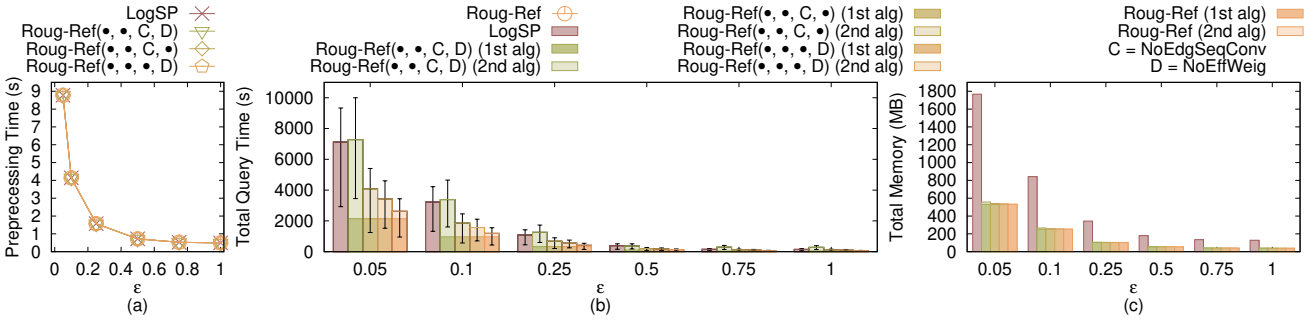 LogSP
Roug-Ref(•, •, C, D)
Roug-Ref(•, •, C, •)
Roug-Ref(•, •, •, D)
Roug-Ref
LogSP
Roug-Ref(•, •, C, D) (1st alg)
Roug-Ref(•, •, C, D) (2nd alg)
Roug-Ref(•, •, C, •) (1st alg)
Roug-Ref(•, •, C, •) (2nd alg)
Roug-Ref(•, •, •, D) (1st alg)
Roug-Ref(•, •, •, D) (2nd alg)
Roug-Ref (1st alg)
Roug-Ref (2nd alg)
C = NoEdgSeqConv
D = NoEffWeig
Preprecessing Time (s)
9
8
7
6
5
4
3
2
1
0
0 0.2 0.4 0.6 0.8 1
ε
(a)
Total Query Time (s)
10000
8000
6000
4000
2000
0
0.05 0.1 0.25 0.5 0.75 1
ε
(b)
Total Memory (MB)
1800
1600
1400
1200
1000
800
600
400
200
0
0.05 0.1 0.25 0.5 0.75 1
ε
(c)